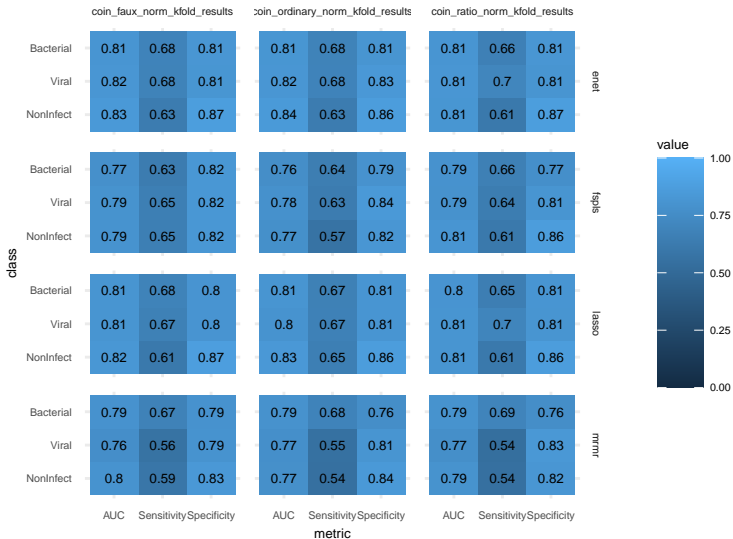 coin_faux_norm_kfold_results coin_ordinary_norm_kfold_results coin_ratio_norm_kfold_results
Bacterial 0.81 0.68 0.81 0.81 0.68 0.81 0.81 0.66 0.81
Viral 0.82 0.68 0.81 0.82 0.68 0.83 0.81 0.7 0.81
NonInfect 0.83 0.63 0.87 0.84 0.63 0.86 0.81 0.61 0.87
enet
Bacterial 0.77 0.63 0.82 0.76 0.64 0.79 0.79 0.66 0.77
Viral 0.79 0.65 0.82 0.78 0.63 0.84 0.79 0.64 0.81
NonInfect 0.79 0.65 0.82 0.77 0.57 0.82 0.81 0.61 0.86
fspls
Bacterial 0.81 0.68 0.8 0.81 0.67 0.81 0.8 0.65 0.81
Viral 0.81 0.67 0.8 0.8 0.67 0.81 0.81 0.7 0.81
NonInfect 0.82 0.61 0.87 0.83 0.65 0.86 0.81 0.61 0.86
lasso
Bacterial 0.79 0.67 0.79 0.79 0.68 0.76 0.79 0.69 0.76
Viral 0.76 0.56 0.79 0.77 0.55 0.81 0.77 0.54 0.83
NonInfect 0.8 0.59 0.83 0.77 0.54 0.84 0.79 0.54 0.82
mrmr
AUC Sensitivity Specificity AUC Sensitivity Specificity AUC Sensitivity Specificity
metric
class
value
1.00
0.75
0.50
0.25
0.00